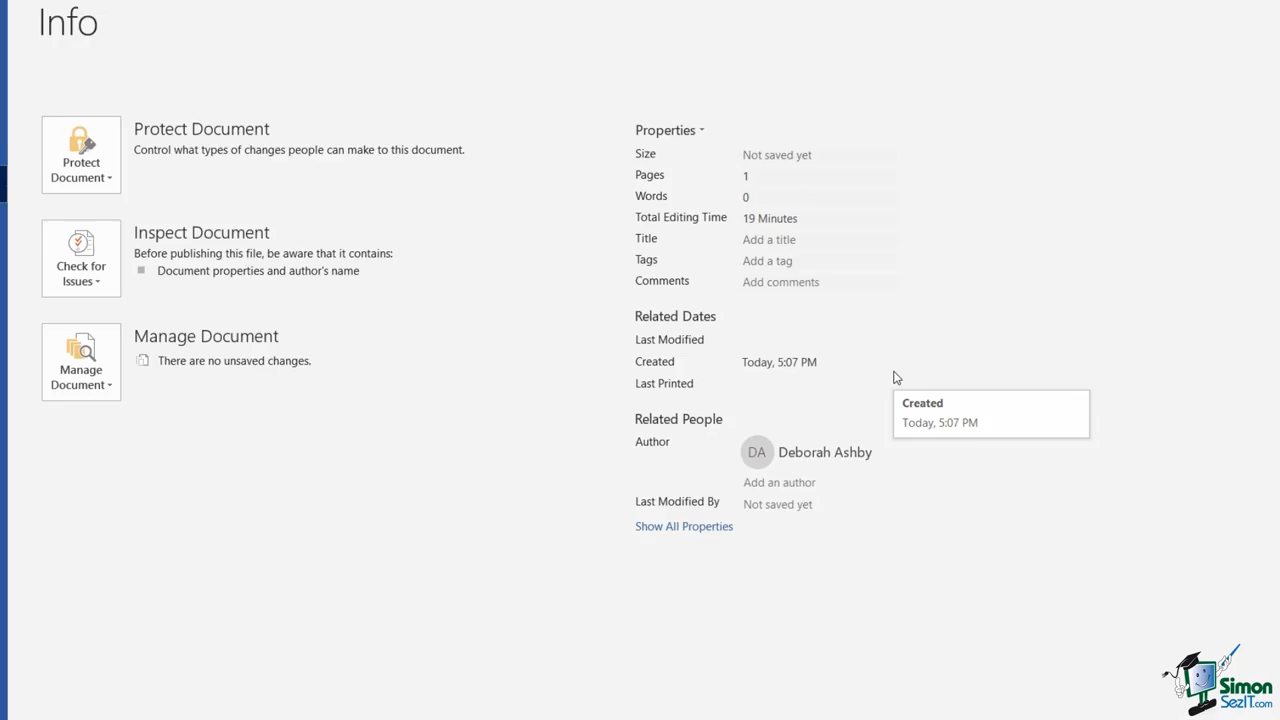 Info
Protect Document
Control what types of changes people can make to this document.
Protect
Document
Inspect Document
Before publishing this file, be aware that it contains:
Document properties and author's name
Check for
Issues
Manage Document
There are no unsaved changes.
Manage
Document
Properties
Size Not saved yet
Pages 1
Words 0
Total Editing Time 19 Minutes
Title Add a title
Tags Add a tag
Comments Add comments
Related Dates
Last Modified
Created Today, 5:07 PM
Last Printed
Created
Today, 5:07 PM
Related People
Author
DA Deborah Ashby
Add an author
Last Modified By Not saved yet
Show All Properties
Simon
SezIT.com